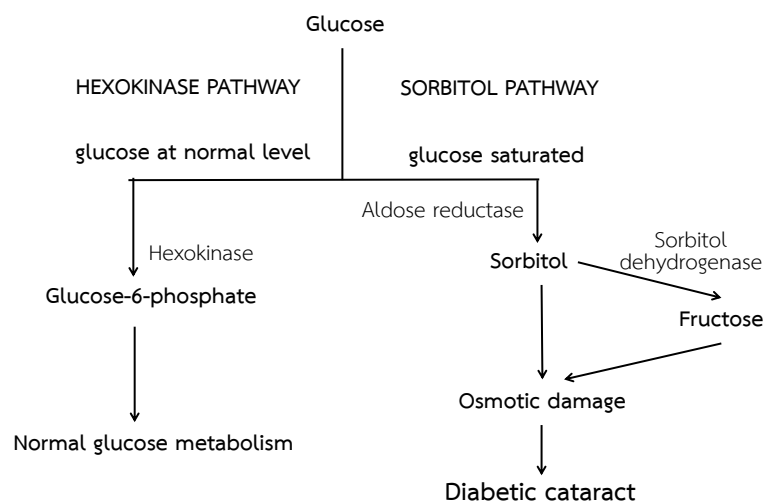 Glucose
HEXOKINASE PATHWAY
SORBITOL PATHWAY
glucose at normal level
glucose saturated
Aldose reductase
Hexokinase
Sorbitol
Sorbitol
dehydrogenase
Glucose-6-phosphate
Fructose
Osmotic damage
Normal glucose metabolism
Diabetic cataract